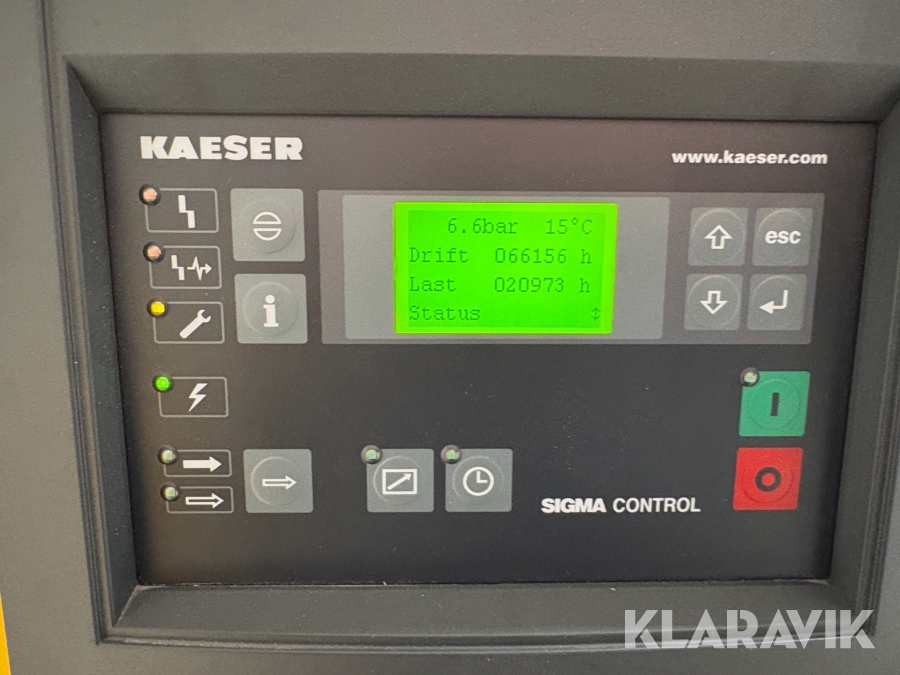 KAESER
www.kaeser.com
6.6bar 15°C
Drift 066156 h
Last 020973 h
Status
esc
i
I
O
SIGMA CONTROL
KLARAVIK